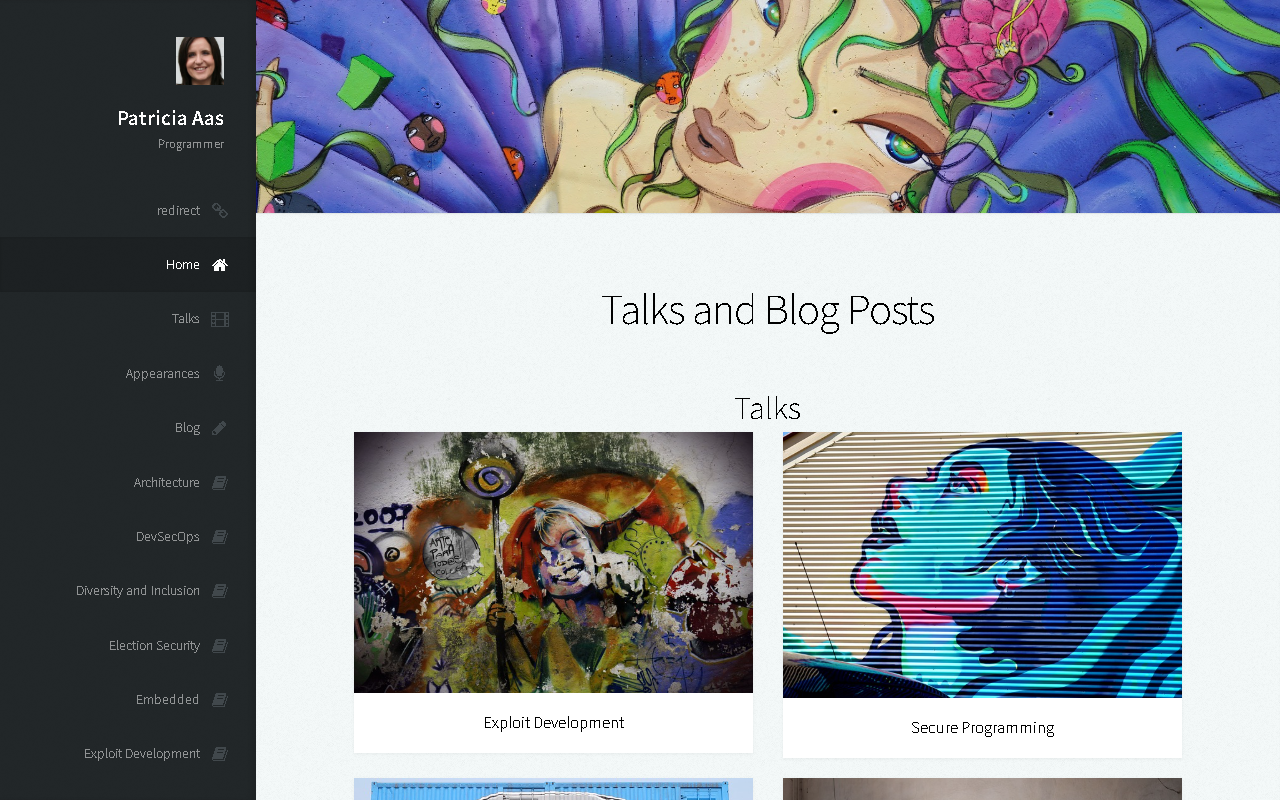 Patricia Aas
Programmer
redirect
Home
Talks
Appearances
Blog
Architecture
DevSecOps
Diversity and Inclusion
Election Security
Embedded
Exploit Development
Talks and Blog Posts
Talks
2007
Exploit Development
Secure Programming